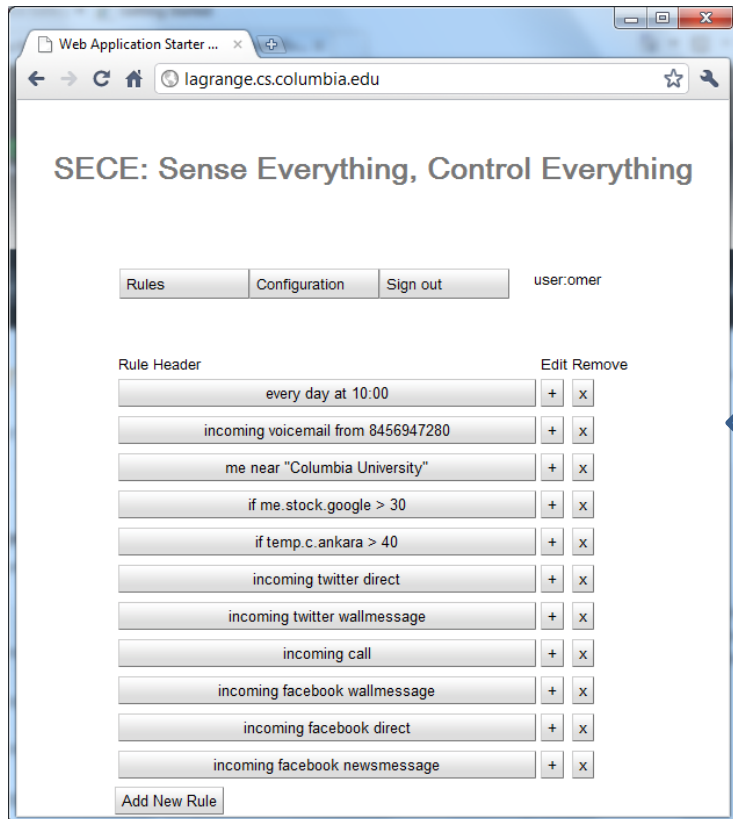 Web Application Starter ...
lagrange.cs.columbia.edu
SECE: Sense Everything, Control Everything
Rules Configuration Sign out user:omer
Rule Header Edit Remove
every day at 10:00 + x
incoming voicemail from 8456947280 + x
me near "Columbia University" + x
if me.stock.google > 30 + x
if temp.c.ankara > 40 + x
incoming twitter direct + x
incoming twitter wallmessage + x
incoming call + x
incoming facebook wallmessage + x
incoming facebook direct + x
incoming facebook newsmessage + x
Add New Rule